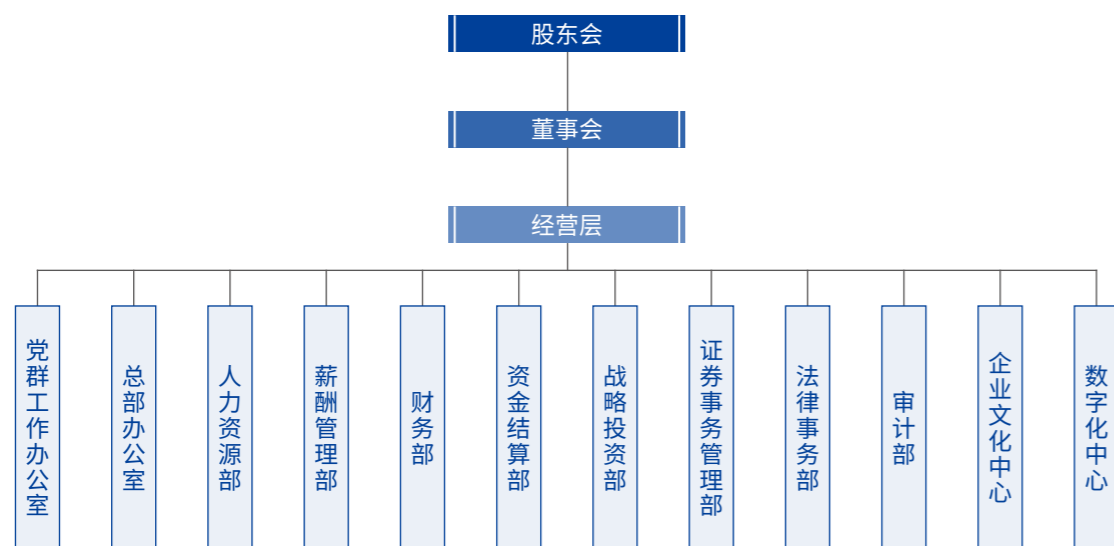 股东会
董事会
经营层
党群工作办公室
总部办公室
人力资源部
薪酬管理部
财务部
资金结算部
战略投资部
证券事务管理部
法律事务部
审计部
企业文化中心
数字化中心